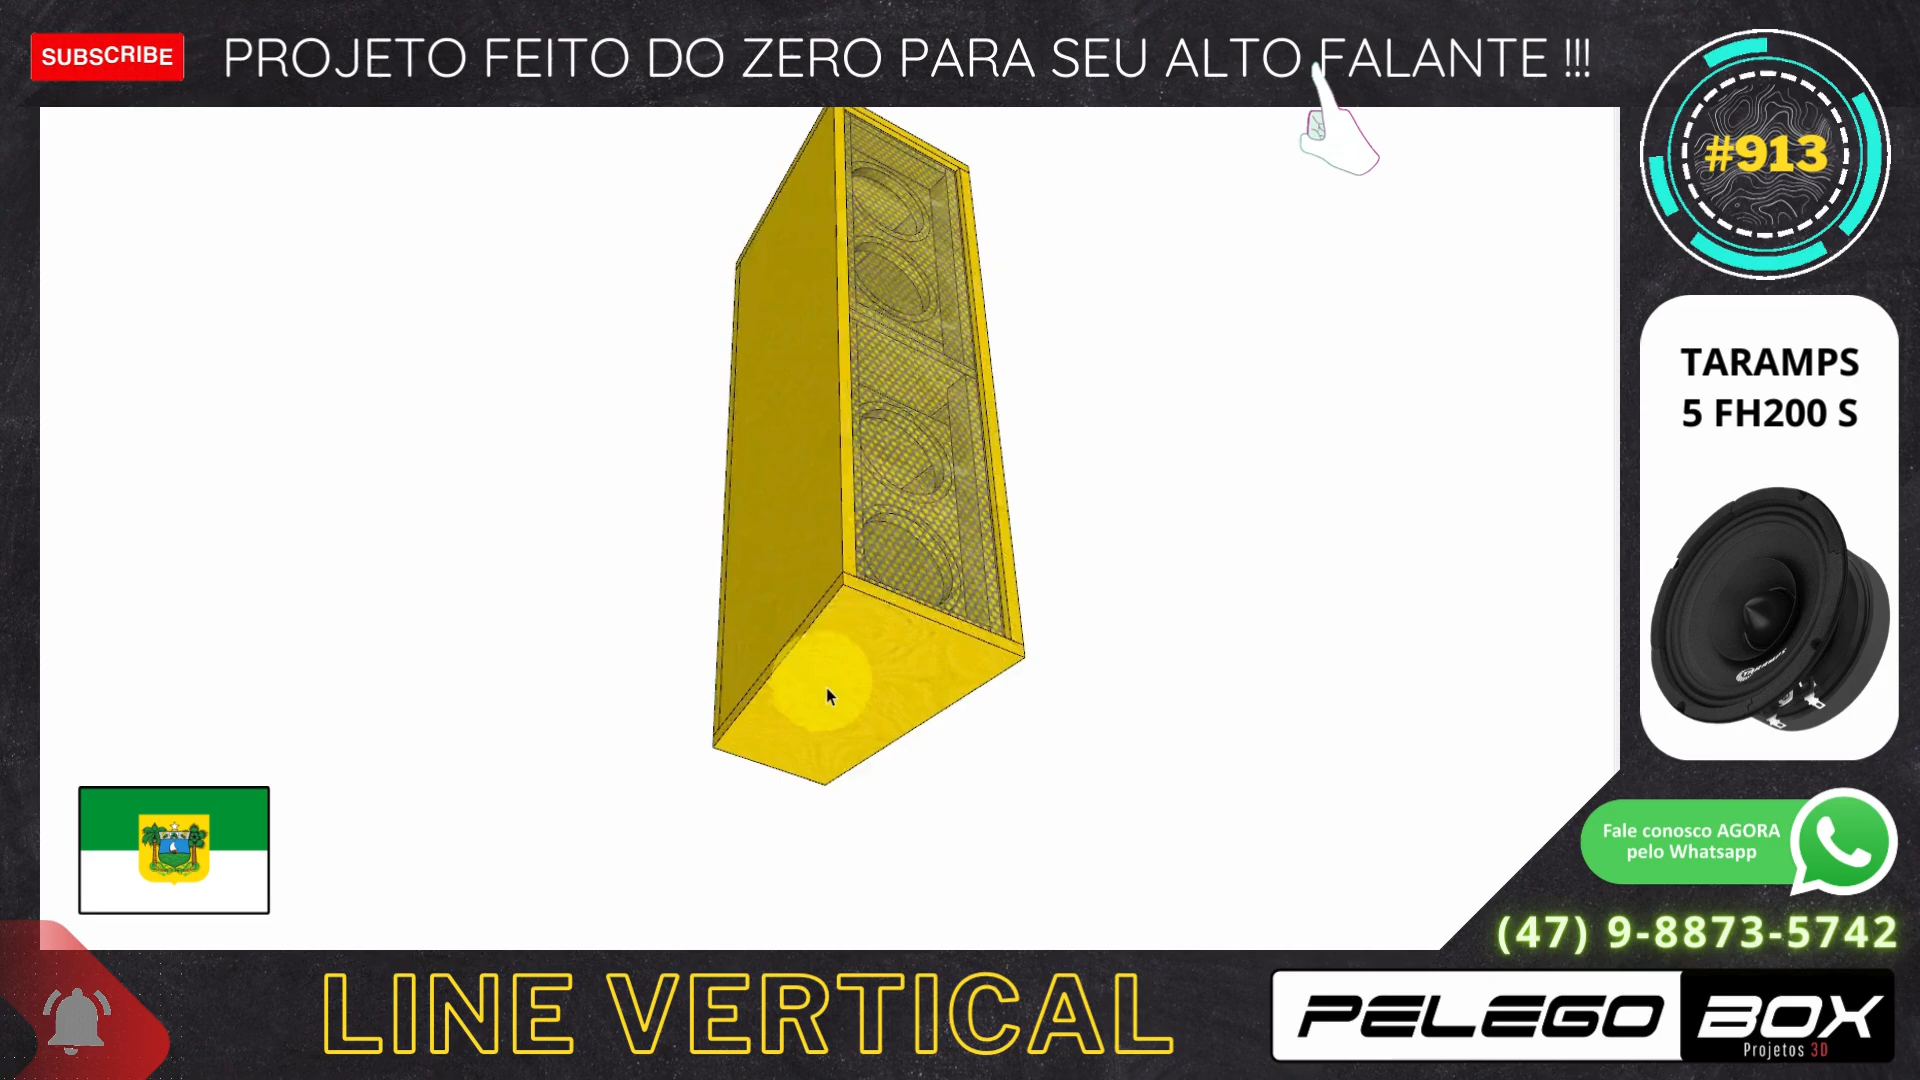 SUBSCRIBE
PROJETO FEITO DO ZERO PARA SEU ALTO FALANTE !!!
#913
TARAMPS
5 FH200 S
Fale conosco AGORA
pelo Whatsapp
(47) 9-8873-5742
LINE VERTICAL
PELEGO BOX
Projetos 3D